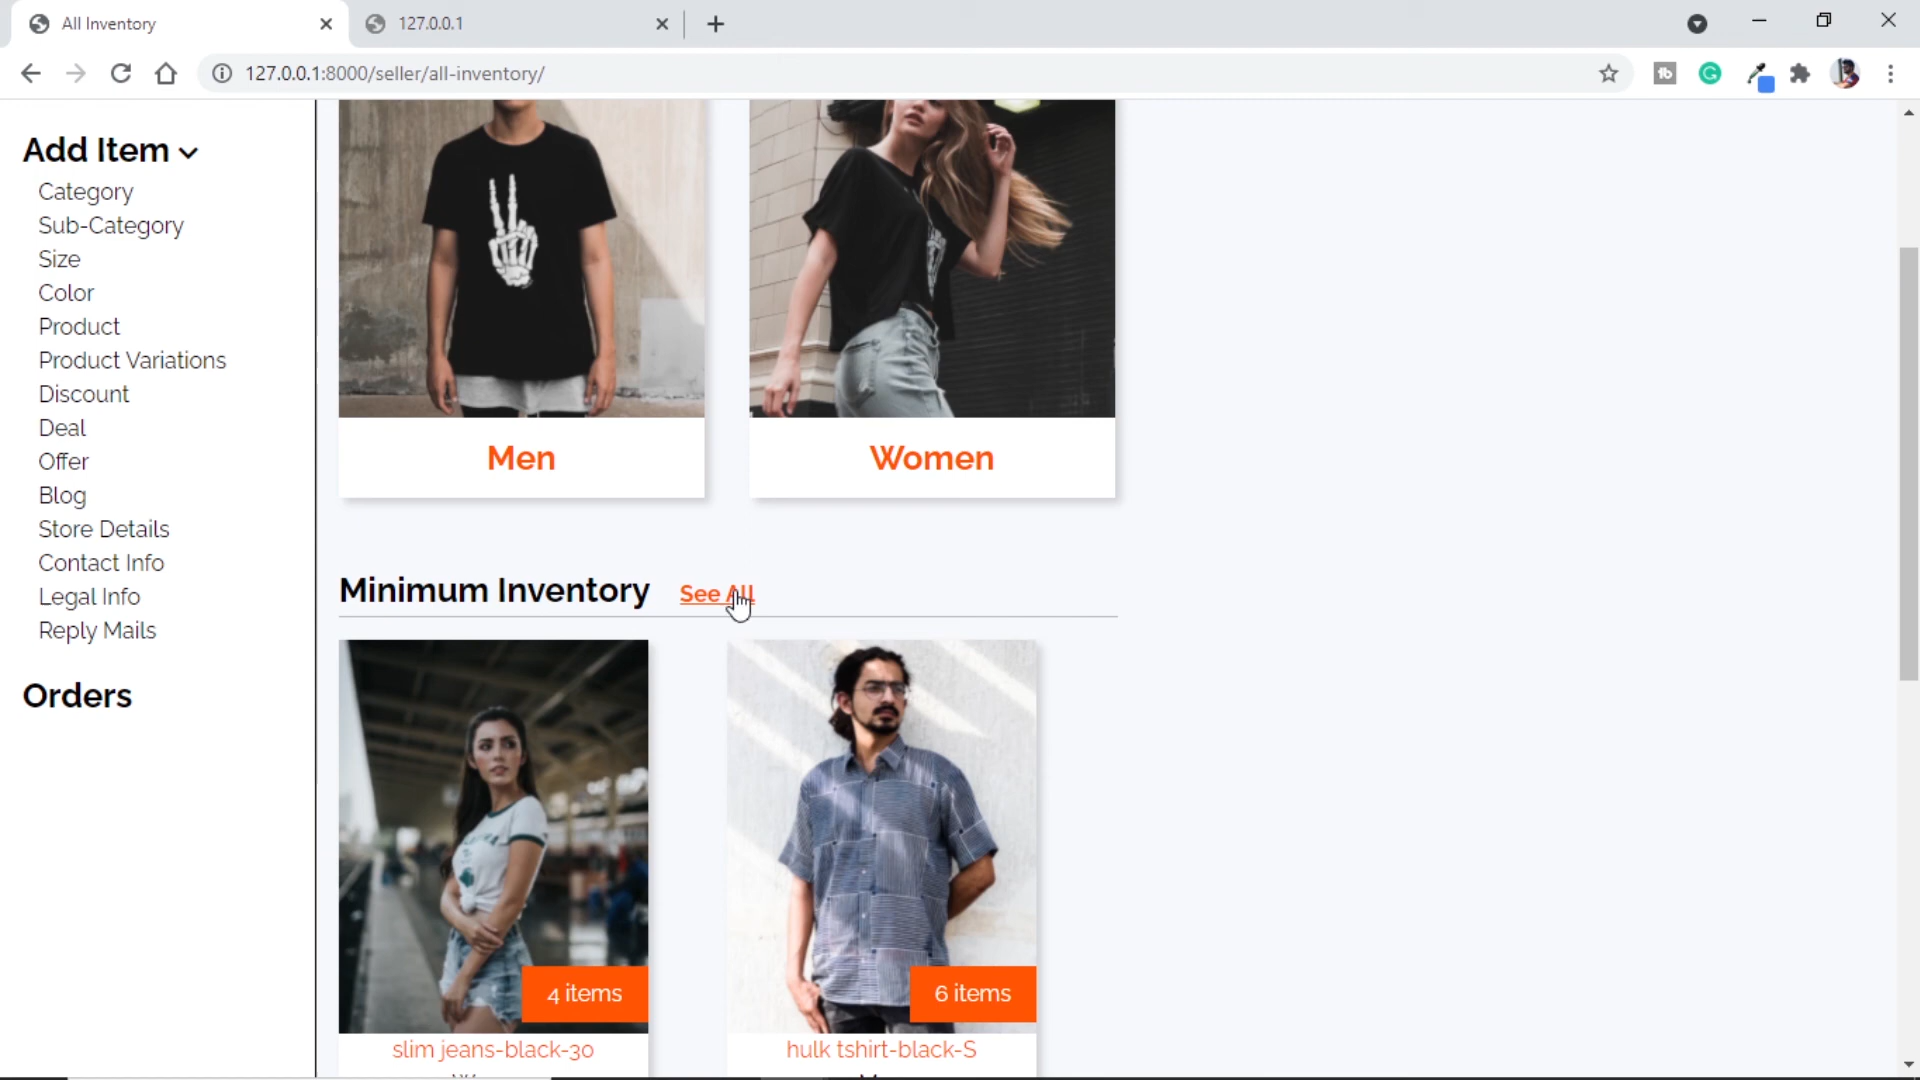 All Inventory
127.0.0.1
127.0.0.1:8000/seller/all-inventory/
Add Item
Category
Sub-Category
Size
Color
Product
Product Variations
Discount
Deal
Offer
Blog
Store Details
Contact Info
Legal Info
Reply Mails
Orders
Men
Women
Minimum Inventory See All
4 items
6 items
slim jeans-black-30
hulk tshirt-black-S